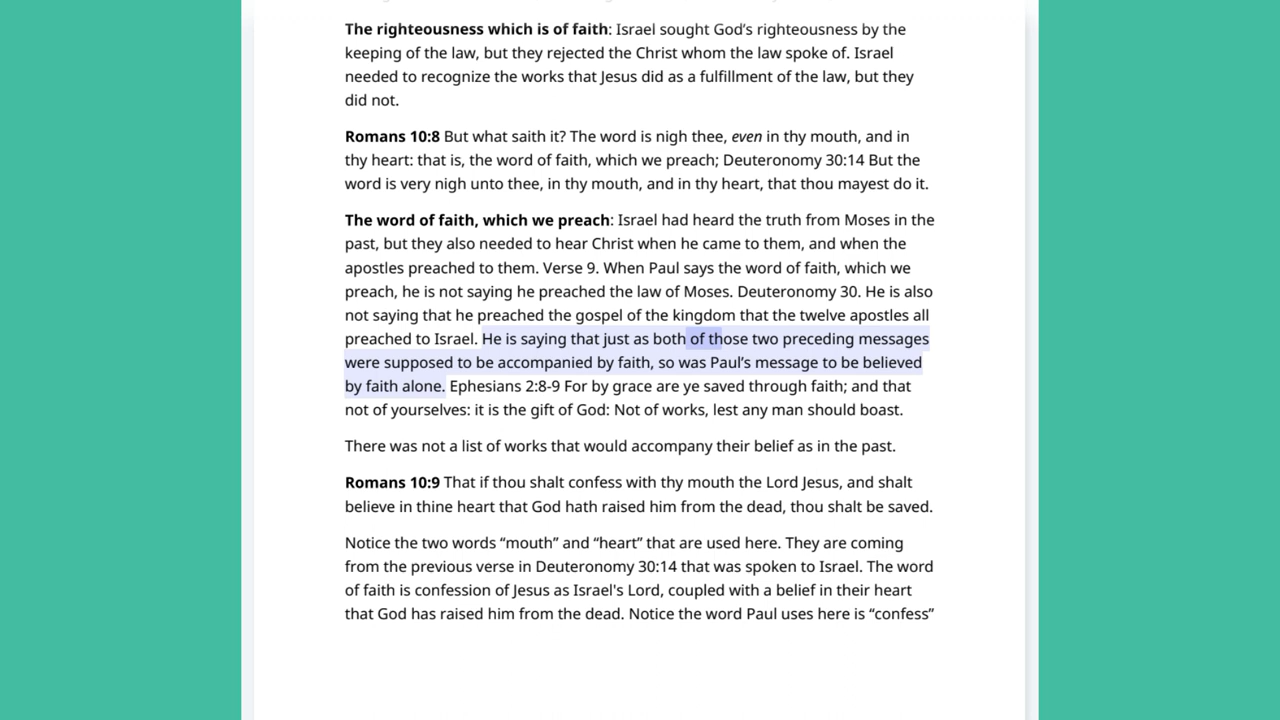 The righteousness which is of faith: Israel sought God’s righteousness by the
keeping of the law, but they rejected the Christ whom the law spoke of. Israel
needed to recognize the works that Jesus did as a fulfillment of the law, but they
did not.
Romans 10:8 But what saith it? The word is nigh thee, even in thy mouth, and in
thy heart: that is, the word of faith, which we preach; Deuteronomy 30:14 But the
word is very nigh unto thee, in thy mouth, and in thy heart, that thou mayest do it.
The word of faith, which we preach: Israel had heard the truth from Moses in the
past, but they also needed to hear Christ when he came to them, and when the
apostles preached to them. Verse 9. When Paul says the word of faith, which we
preach, he is not saying he preached the law of Moses. Deuteronomy 30. He is also
not saying that he preached the gospel of the kingdom that the twelve apostles all
preached to Israel. He is saying that just as both of those two preceding messages
were supposed to be accompanied by faith, so was Paul’s message to be believed
by faith alone. Ephesians 2:8-9 For by grace are ye saved through faith; and that
not of yourselves: it is the gift of God: Not of works, lest any man should boast.
There was not a list of works that would accompany their belief as in the past.
Romans 10:9 That if thou shalt confess with thy mouth the Lord Jesus, and shalt
believe in thine heart that God hath raised him from the dead, thou shalt be saved.
Notice the two words “mouth” and “heart” that are used here. They are coming
from the previous verse in Deuteronomy 30:14 that was spoken to Israel. The word
of faith is confession of Jesus as Israel's Lord, coupled with a belief in their heart
that God has raised him from the dead. Notice the word Paul uses here is “confess”